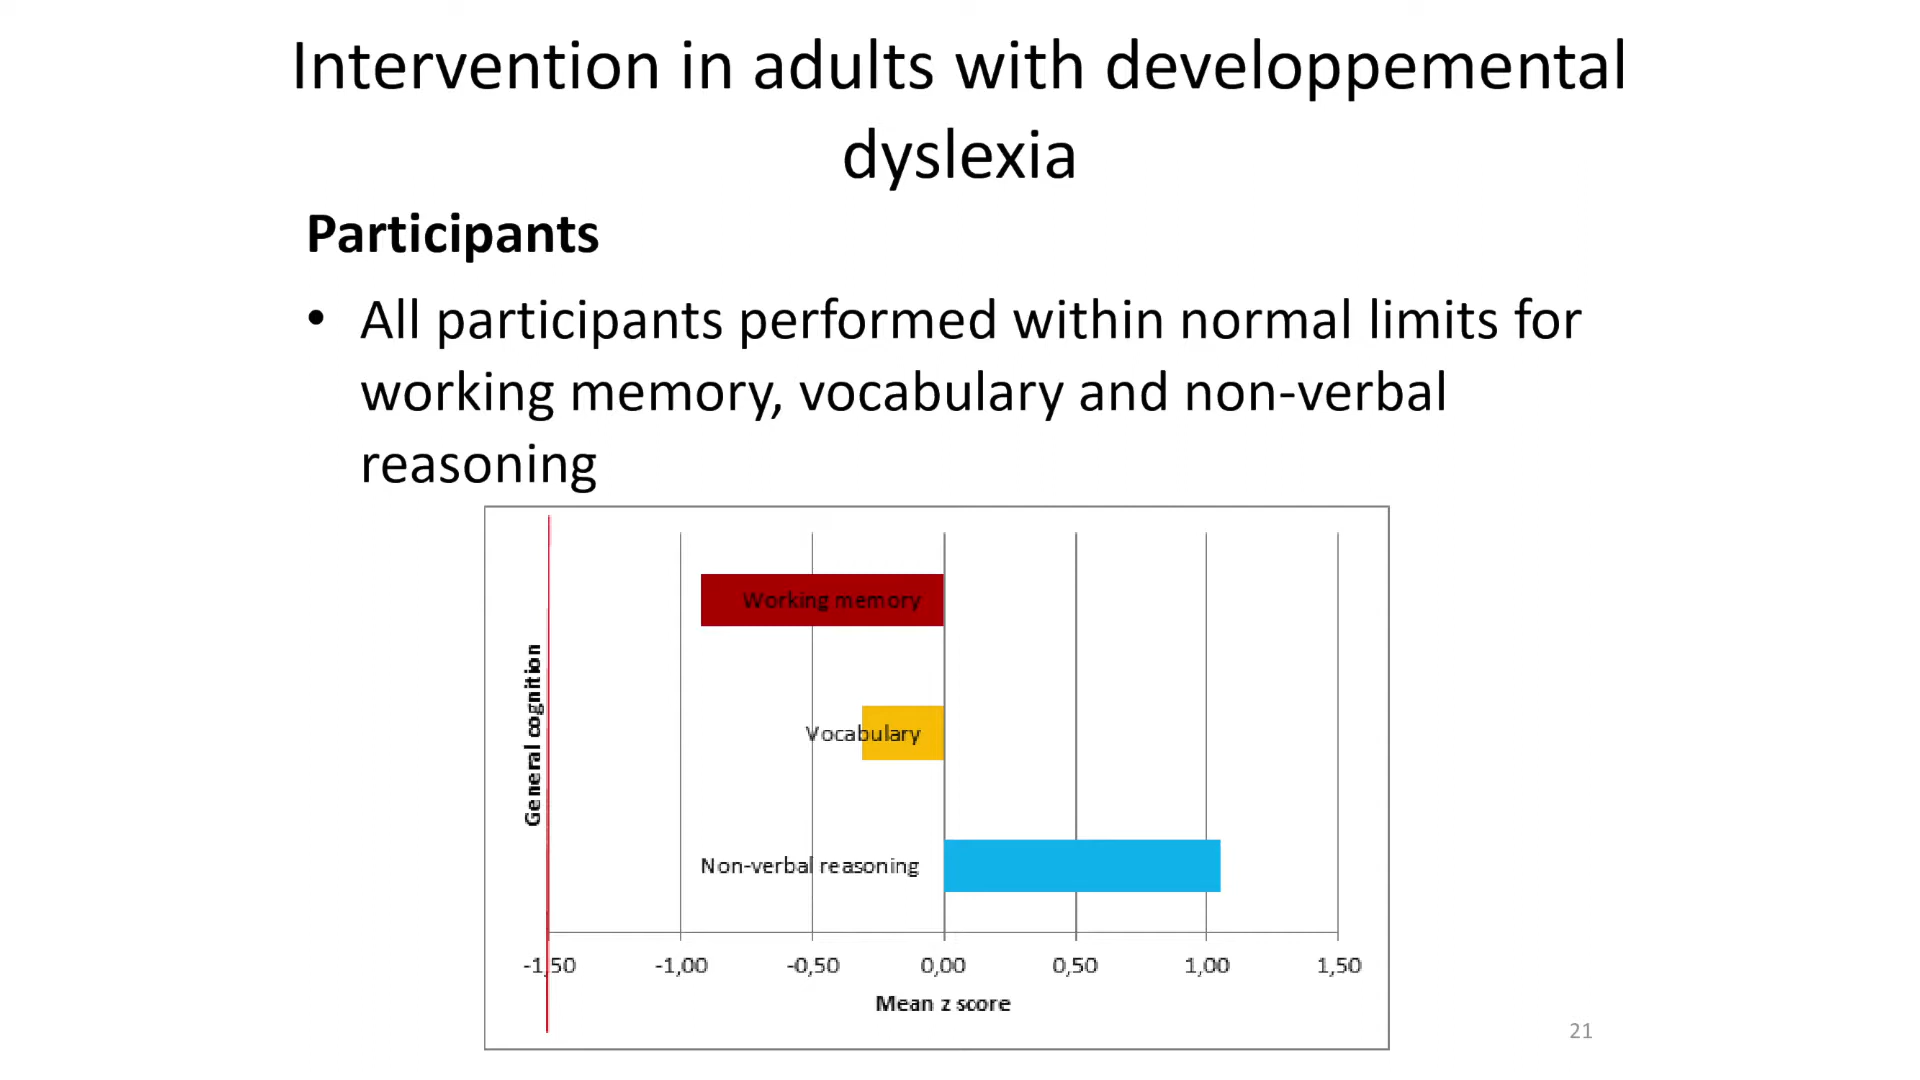 Intervention in adults with developpemental
dyslexia
Participants
• All participants performed within normal limits for
working memory, vocabulary and non-verbal
reasoning
General cognition
Working memory
Vocabulary
Non-verbal reasoning
-1,50 -1,00 -0,50 0,00 0,50 1,00 1,50
Mean z score
21